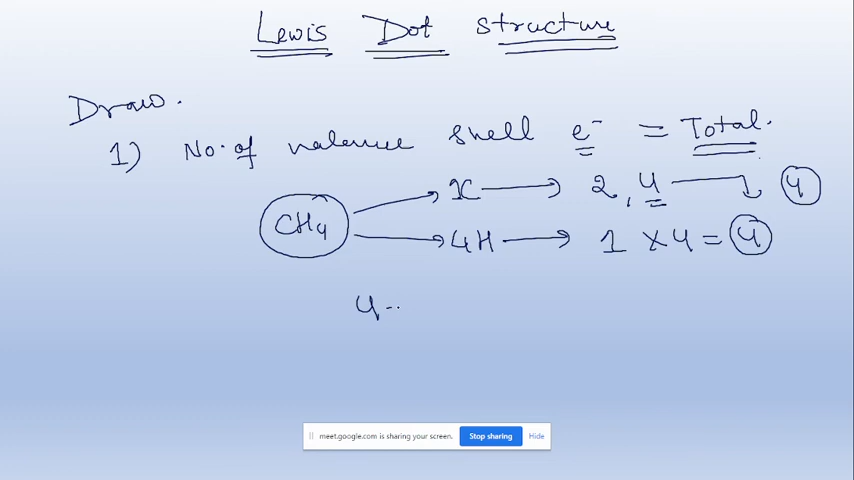 Lewis Dot structure
Draw.
1) No. of valence shell e⁻ = Total.
1C → 2, 4 → 4
CH₄
4H → 1 × 4 = 4
4
meet.google.com is sharing your screen. Stop sharing Hide